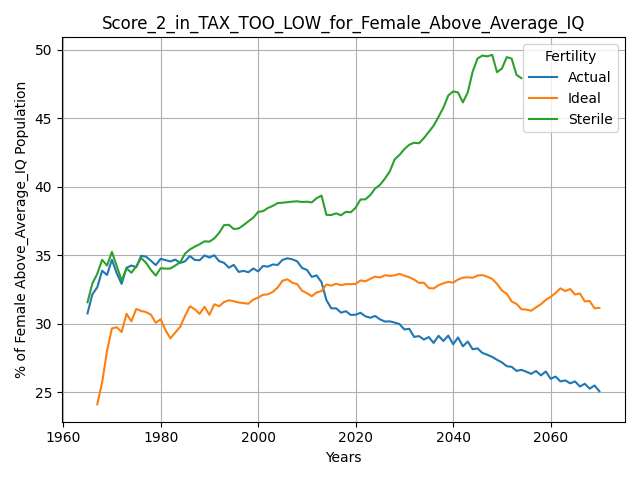 Score_2_in_TAX_TOO_LOW_for_Female_Above_Average_IQ
% of Female Above_Average_IQ Population
50
45
40
35
30
25
Fertility
Actual
Ideal
Sterile
1960 1980 2000 2020 2040 2060
Years